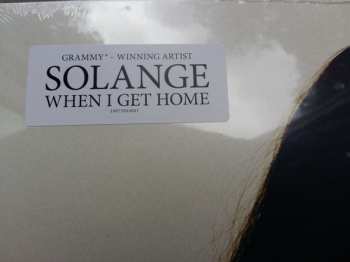 GRAMMY® - WINNING ARTIST
SOLANGE
WHEN I GET HOME